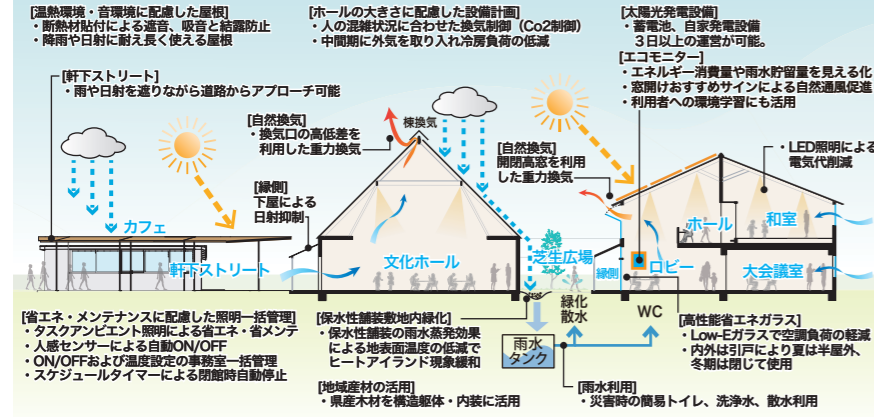 [温熱環境・音環境に配慮した屋根]
・断熱材貼付による遮音、吸音と結露防止
・降雨や日射に耐え長く使える屋根
[ホールの大きさに配慮した設備計画]
・人の混雑状況に合わせた換気制御（Co2制御）
・中間期に外気を取り入れ冷房負荷の低減
[太陽光発電設備]
・蓄電池、自家発電設備
３日以上の運営が可能。
[エコモニター]
・エネルギー消費量や雨水貯留量を見える化
・窓開けおすすめサインによる自然通風促進
・利用者への環境学習にも活用
[軒下ストリート]
・雨や日射を遮りながら道路からアプローチ可能
[自然換気]
・換気口の高低差を
利用した重力換気
棟換気
[自然換気]
開閉高窓を利用
した重力換気
・LED照明による
電気代削減
[縁側]
下屋による
日射抑制
カフェ
軒下ストリート
文化ホール
芝生広場
縁側
ロビー
ホール
和室
大会議室
[省エネ・メンテナンスに配慮した照明一括管理]
・タスクアンビエント照明による省エネ・省メンテ
・人感センサーによる自動ON/OFF
・ON/OFFおよび温度設定の事務室一括管理
・スケジュールタイマーによる閉館時自動停止
[保水性舗装敷地内緑化]
・保水性舗装の雨水蒸発効果
による地表面温度の低減で
ヒートアイランド現象緩和
緑化
散水
WC
雨水
タンク
[高性能省エネガラス]
・Low-Eガラスで空調負荷の軽減
・内外は引戸により夏は半屋外、
冬期は閉じて使用
[地域産材の活用]
・県産木材を構造躯体・内装に活用
[雨水利用]
・災害時の簡易トイレ、洗浄水、散水利用